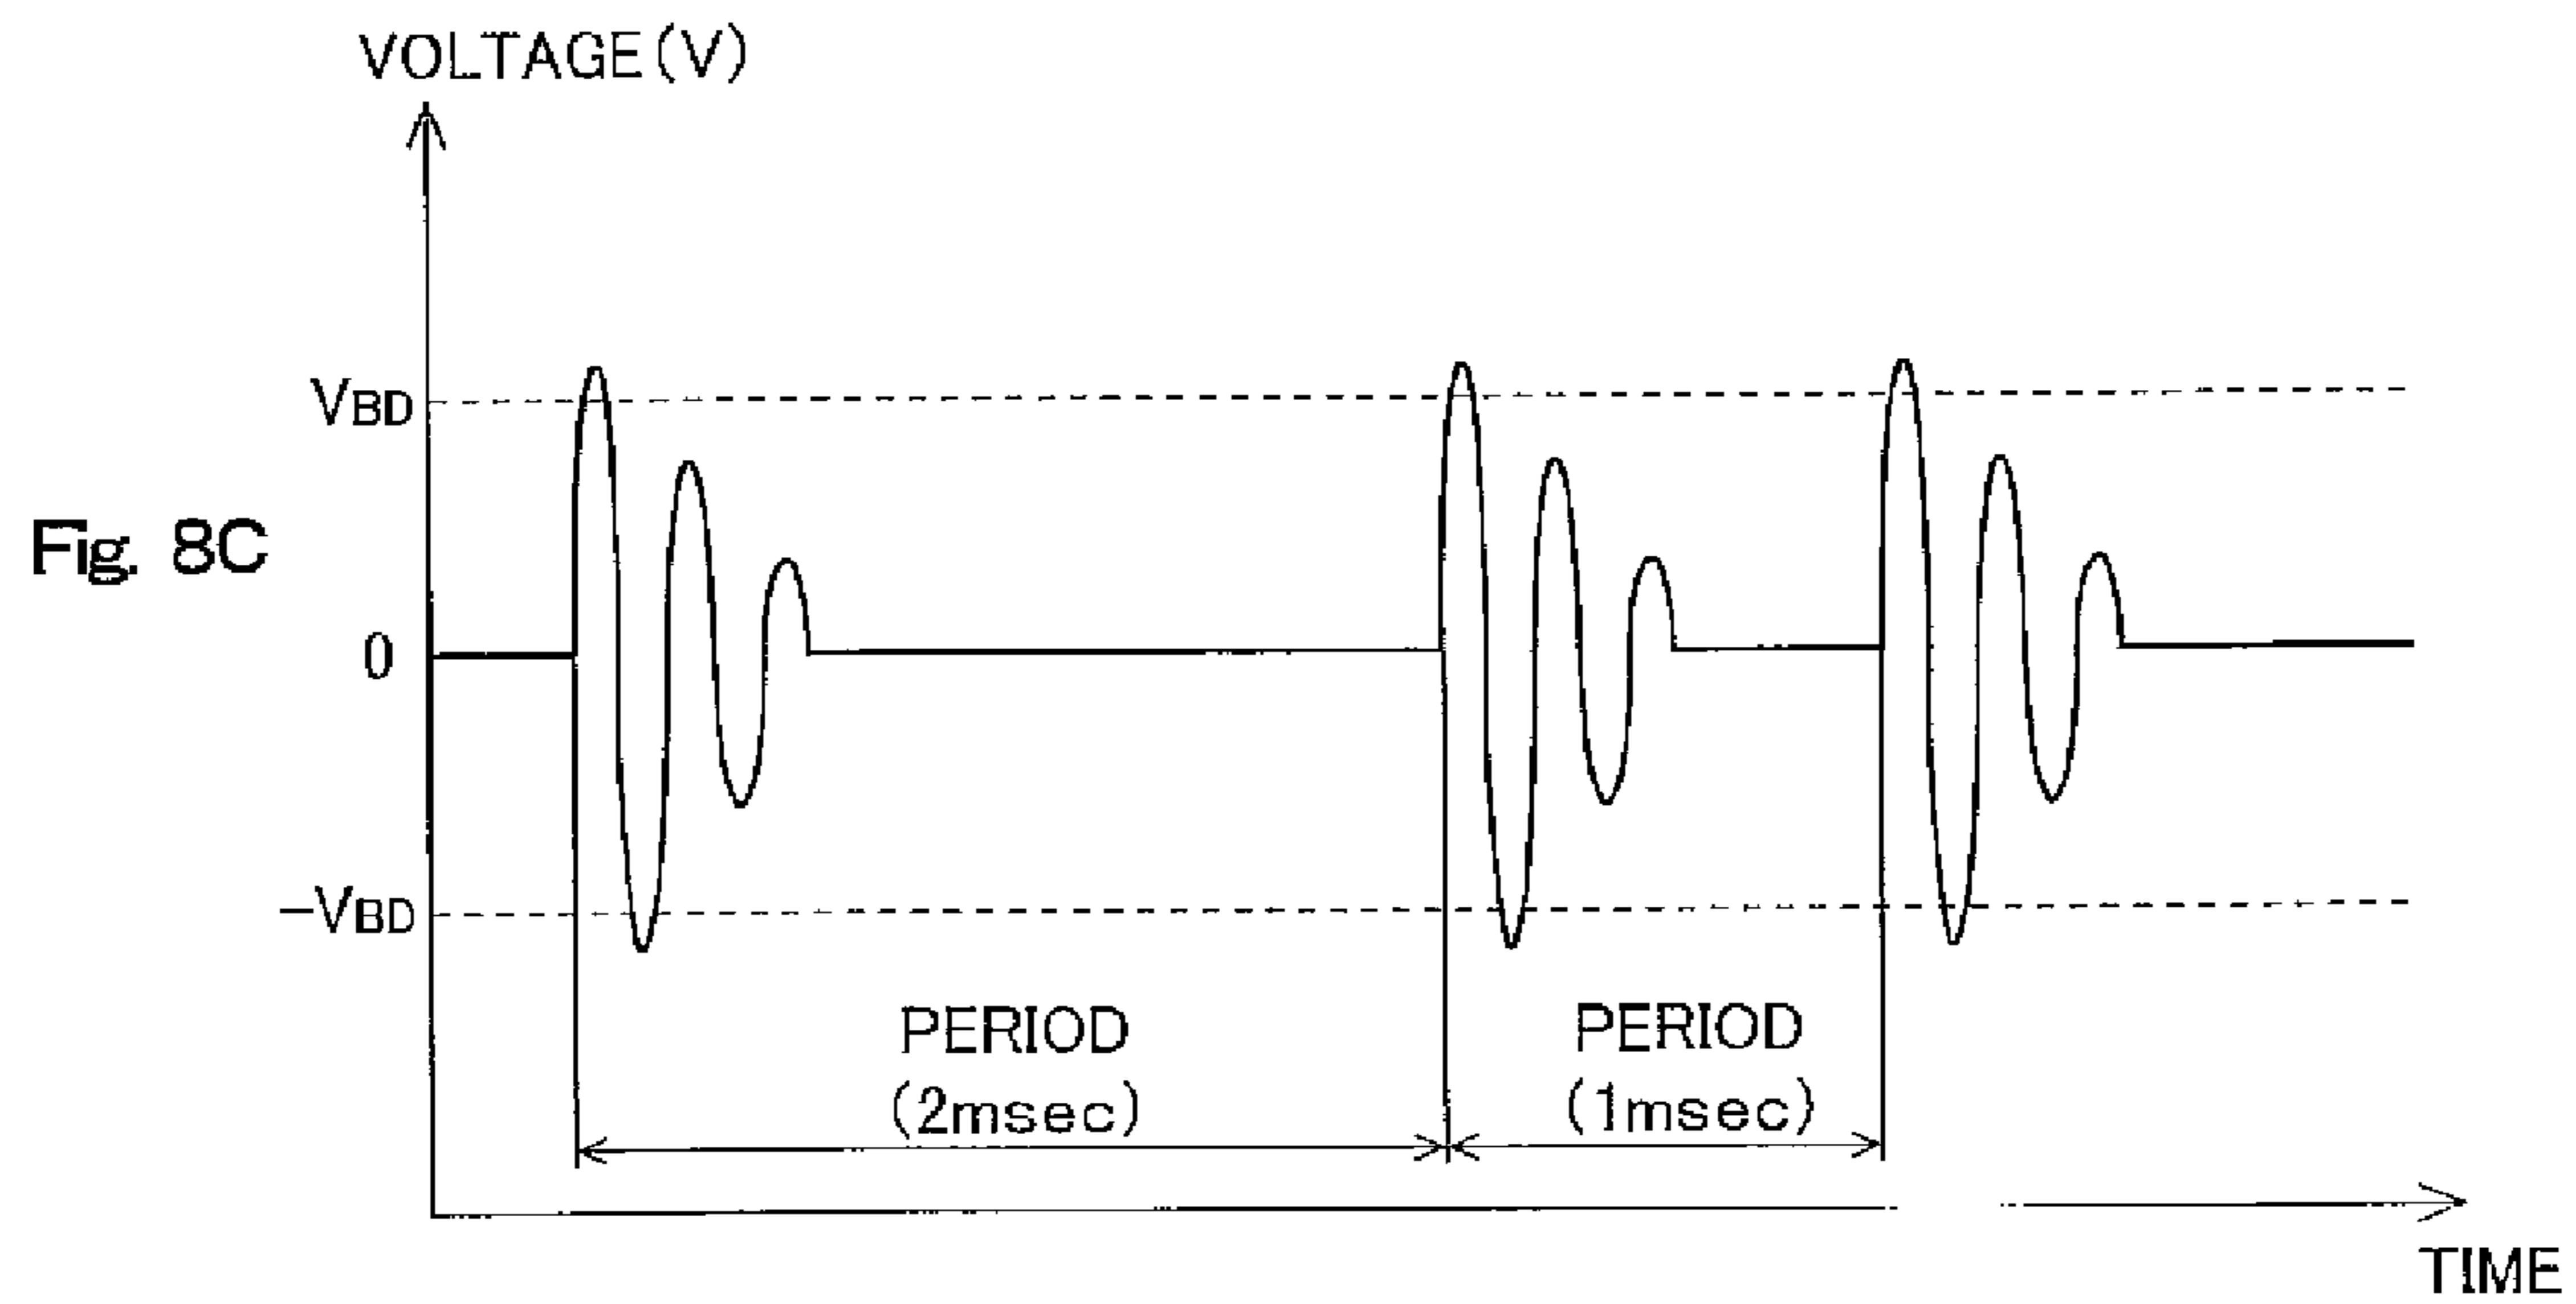 VOLTAGE(V)
VBD
Fig. 8C
0
-VBD
PERIOD
(2msec)
PERIOD
(1msec)
TIME